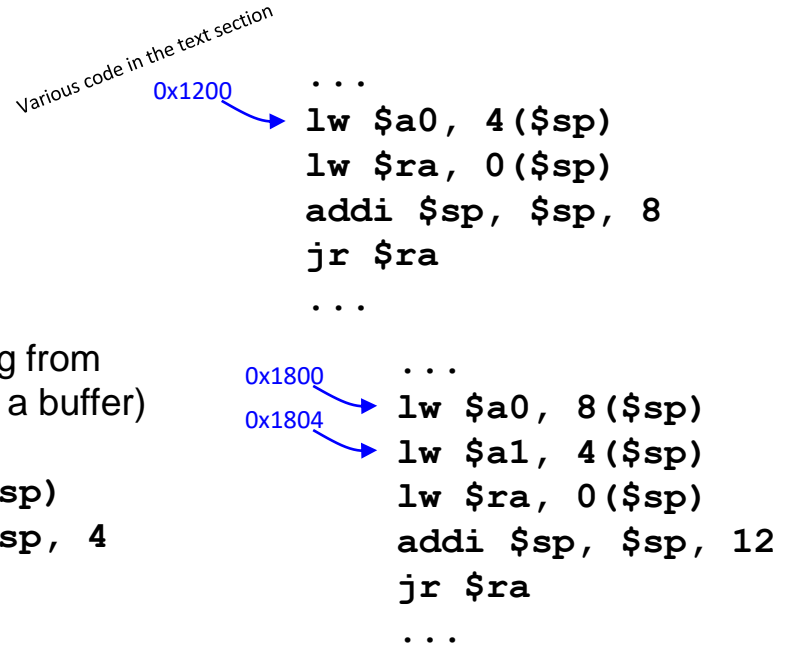 Various code in the text section
0x1200
...
lw $a0, 4($sp)
lw $ra, 0($sp)
addi $sp, $sp, 8
jr $ra
...
g from
a buffer)
sp)
sp, 4
0x1800
0x1804
...
lw $a0, 8($sp)
lw $a1, 4($sp)
lw $ra, 0($sp)
addi $sp, $sp, 12
jr $ra
...